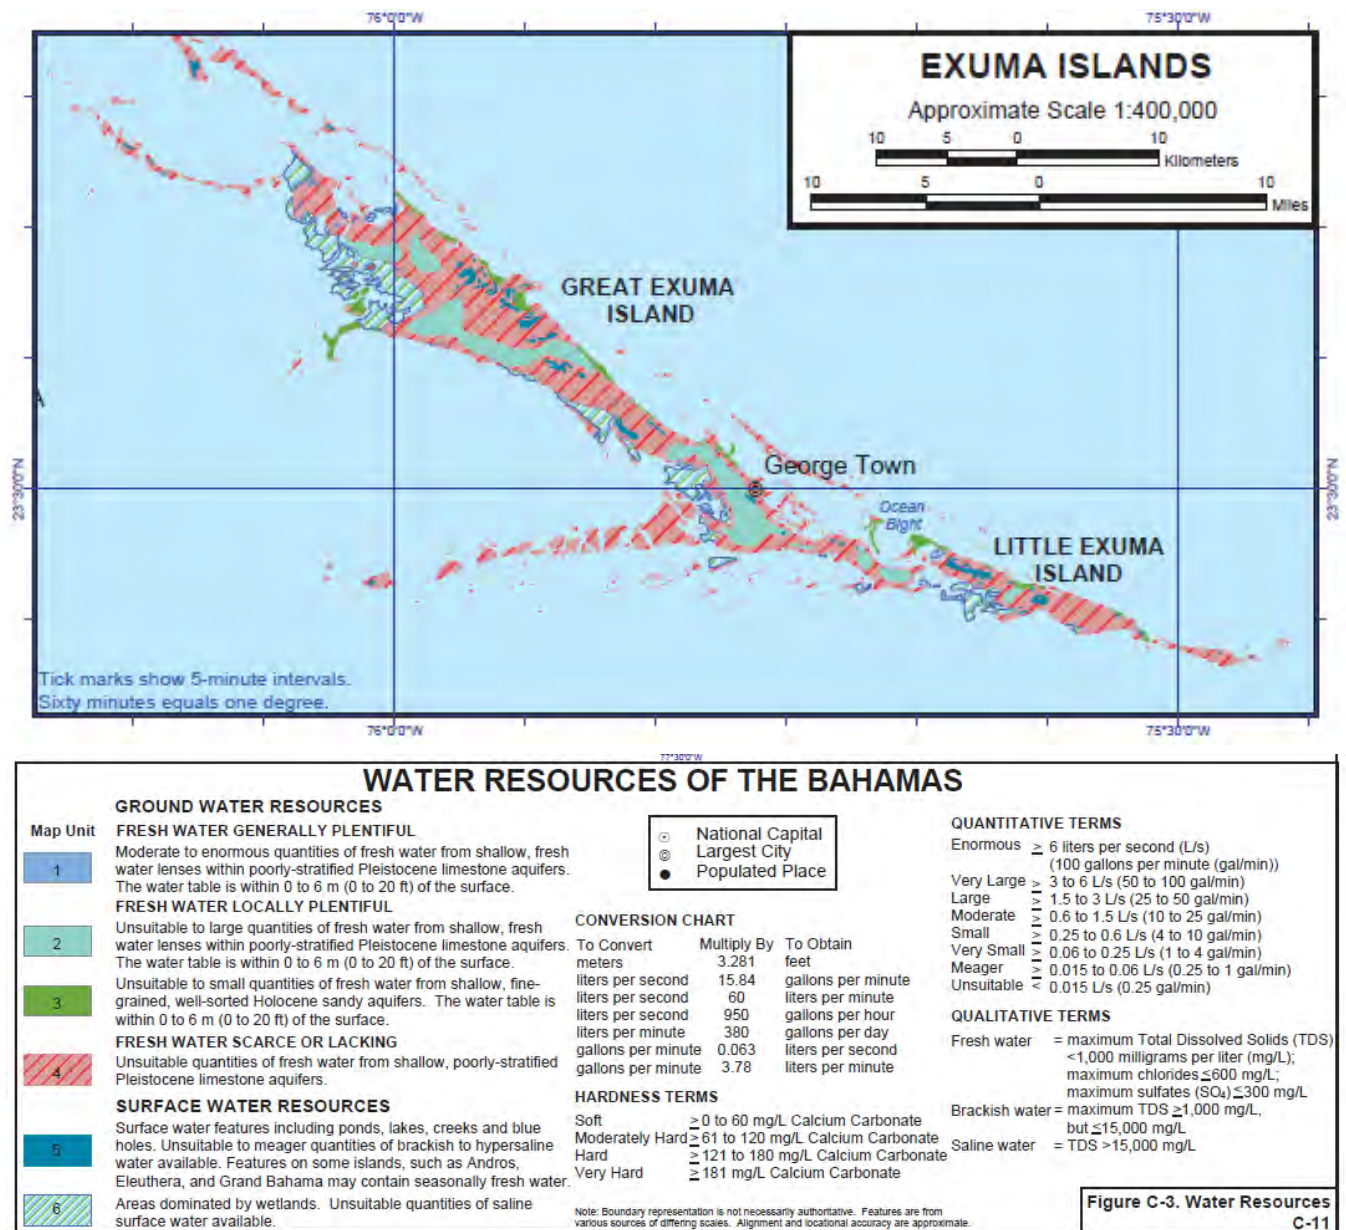 76°0'0"W
75°30'0"W
EXUMA ISLANDS
Approximate Scale 1:400,000
10 5 0 10
Kilometers
10 5 0 10
Miles
GREAT EXUMA
ISLAND
A
George Town
23°30'0"N
23°30'0"N
Ocean
Bight
LITTLE EXUMA
ISLAND
Tick marks show 5-minute intervals.
Sixty minutes equals one degree.
76°0'0"W
75°30'0"W
77°30'0"W
WATER RESOURCES OF THE BAHAMAS
GROUND WATER RESOURCES
Map Unit
FRESH WATER GENERALLY PLENTIFUL
1
Moderate to enormous quantities of fresh water from shallow, fresh
water lenses within poorly-stratified Pleistocene limestone aquifers.
The water table is within 0 to 6 m (0 to 20 ft) of the surface.
FRESH WATER LOCALLY PLENTIFUL
2
Unsuitable to large quantities of fresh water from shallow, fresh
water lenses within poorly-stratified Pleistocene limestone aquifers.
The water table is within 0 to 6 m (0 to 20 ft) of the surface.
3
Unsuitable to small quantities of fresh water from shallow, fine-
grained, well-sorted Holocene sandy aquifers. The water table is
within 0 to 6 m (0 to 20 ft) of the surface.
FRESH WATER SCARCE OR LACKING
4
Unsuitable quantities of fresh water from shallow, poorly-stratified
Pleistocene limestone aquifers.
SURFACE WATER RESOURCES
5
Surface water features including ponds, lakes, creeks and blue
holes. Unsuitable to meager quantities of brackish to hypersaline
water available. Features on some islands, such as Andros,
Eleuthera, and Grand Bahama may contain seasonally fresh water.
6
Areas dominated by wetlands. Unsuitable quantities of saline
surface water available.
National Capital
Largest City
Populated Place
CONVERSION CHART
To Convert Multiply By To Obtain
meters 3.281 feet
liters per second 15.84 gallons per minute
liters per second 60 liters per minute
liters per second 950 gallons per hour
liters per minute 380 gallons per day
gallons per minute 0.063 liters per second
gallons per minute 3.78 liters per minute
HARDNESS TERMS
Soft ≥ 0 to 60 mg/L Calcium Carbonate
Moderately Hard ≥ 61 to 120 mg/L Calcium Carbonate
Hard ≥ 121 to 180 mg/L Calcium Carbonate
Very Hard ≥ 181 mg/L Calcium Carbonate
Note: Boundary representation is not necessarily authoritative. Features are from
various sources of differing scales. Alignment and locational accuracy are approximate.
QUANTITATIVE TERMS
Enormous ≥ 6 liters per second (L/s)
(100 gallons per minute (gal/min))
Very Large ≥ 3 to 6 L/s (50 to 100 gal/min)
Large ≥ 1.5 to 3 L/s (25 to 50 gal/min)
Moderate ≥ 0.6 to 1.5 L/s (10 to 25 gal/min)
Small ≥ 0.25 to 0.6 L/s (4 to 10 gal/min)
Very Small ≥ 0.06 to 0.25 L/s (1 to 4 gal/min)
Meager ≥ 0.015 to 0.06 L/s (0.25 to 1 gal/min)
Unsuitable < 0.015 L/s (0.25 gal/min)
QUALITATIVE TERMS
Fresh water = maximum Total Dissolved Solids (TDS)
<1,000 milligrams per liter (mg/L);
maximum chlorides ≤600 mg/L;
maximum sulfates (SO₄) ≤300 mg/L
Brackish water = maximum TDS ≥1,000 mg/L,
but ≤15,000 mg/L
Saline water = TDS >15,000 mg/L
Figure C-3. Water Resources
C-11